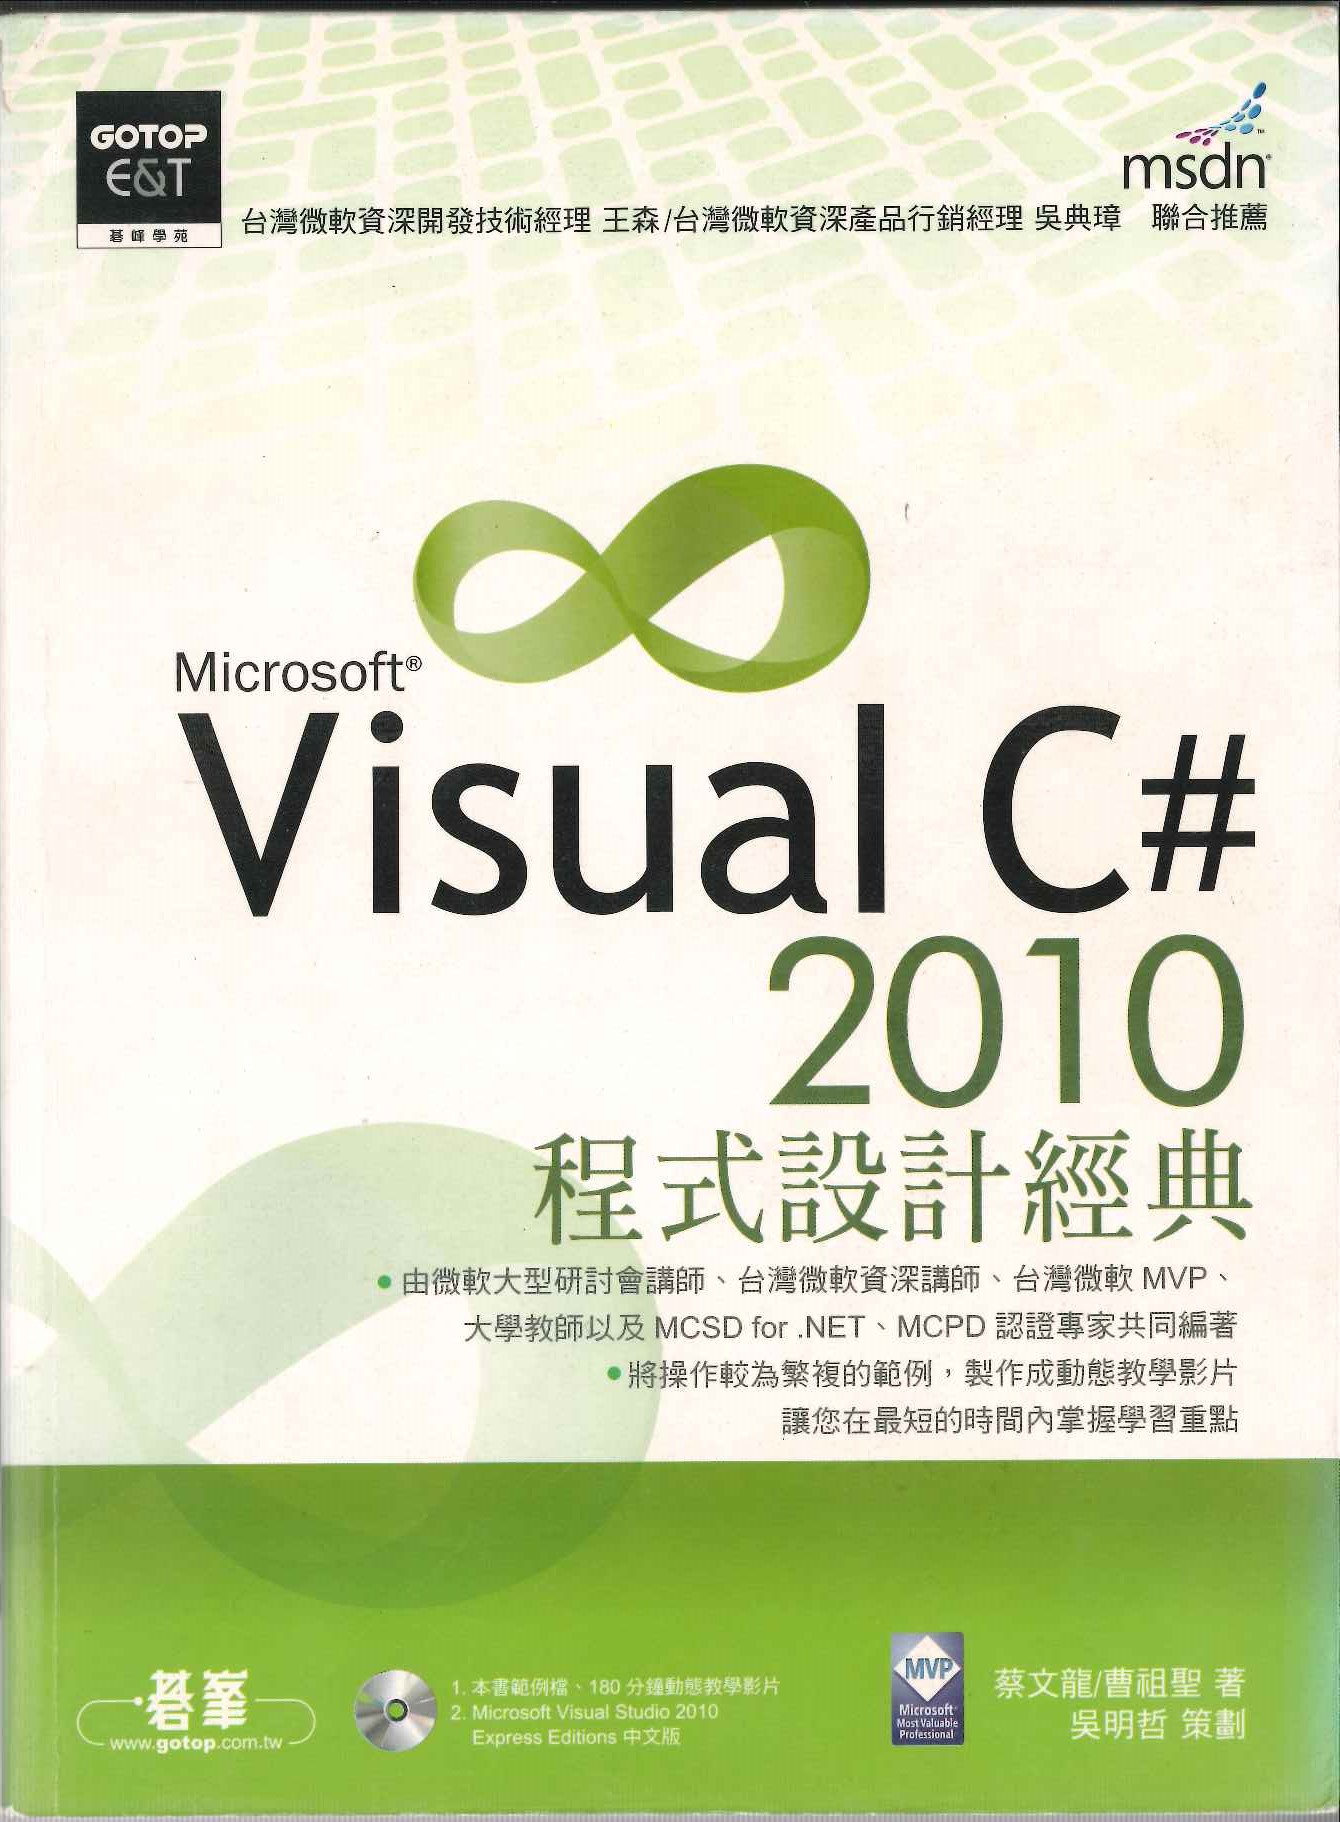 GOTOP
E&T
碁峰學苑
msdn™
台灣微軟資深開發技術經理 王森/台灣微軟資深產品行銷經理 吳典璋 聯合推薦
Microsoft®
Visual C#
2010
程式設計經典
●由微軟大型研討會講師、台灣微軟資深講師、台灣微軟 MVP、
大學教師以及 MCSD for .NET、MCPD 認證專家共同編著
●將操作較為繁複的範例，製作成動態教學影片
讓您在最短的時間內掌握學習重點
碁峯
www.gotop.com.tw
1. 本書範例檔、180 分鐘動態教學影片
2. Microsoft Visual Studio 2010
Express Editions 中文版
MVP
Microsoft®
Most Valuable
Professional
蔡文龍/曹祖聖 著
吳明哲 策劃